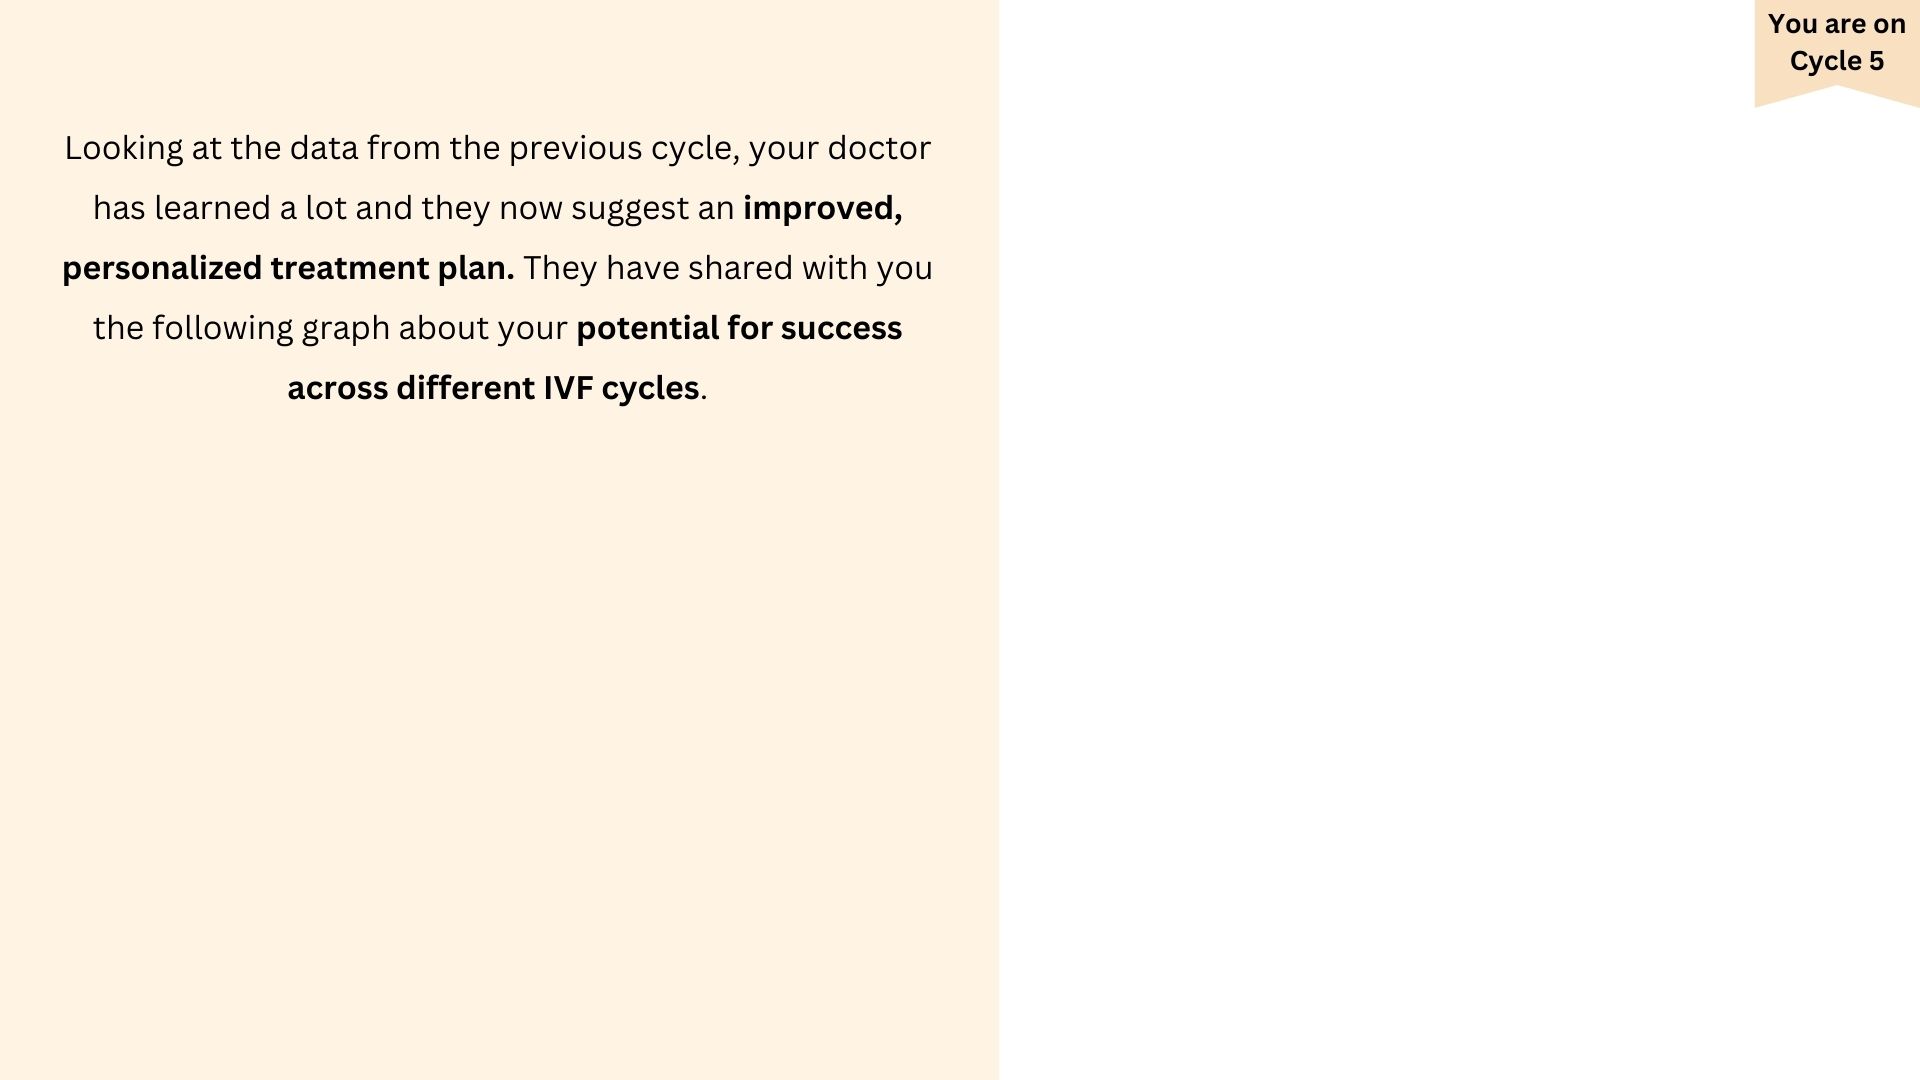 You are on
Cycle 5
Looking at the data from the previous cycle, your doctor
has learned a lot and they now suggest an improved,
personalized treatment plan. They have shared with you
the following graph about your potential for success
across different IVF cycles.